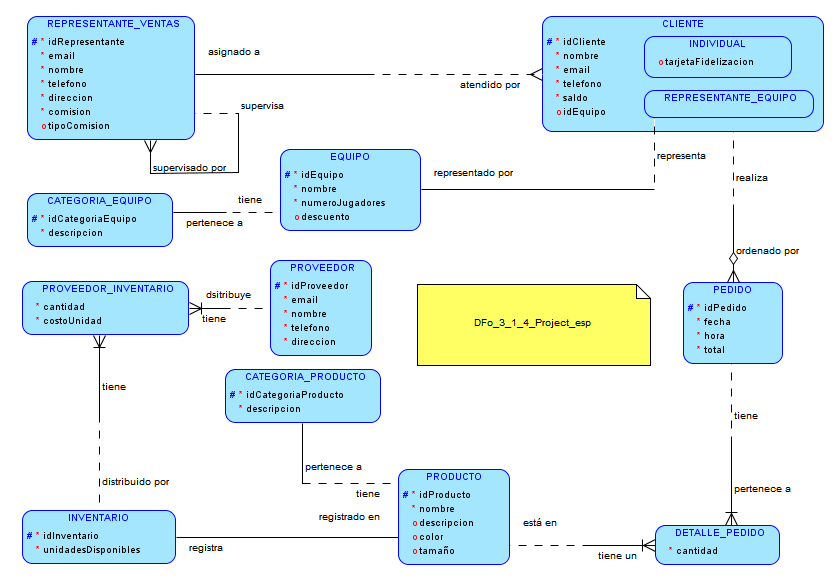 REPRESENTANTE_VENTAS
# * idRepresentante
* email
* nombre
* telefono
* direccion
* comision
o tipoComision
asignado a
atendido por
supervisa
supervisado por
CLIENTE
# * idCliente
* nombre
* email
* telefono
* saldo
o idEquipo
INDIVIDUAL
o tarjetaFidelizacion
REPRESENTANTE_EQUIPO
representa
realiza
EQUIPO
# * idEquipo
* nombre
* numeroJugadores
o descuento
representado por
CATEGORIA_EQUIPO
# * idCategoriaEquipo
* descripcion
tiene
pertenece a
ordenado por
PROVEEDOR_INVENTARIO
* cantidad
* costoUnidad
dsitribuye
tiene
PROVEEDOR
# * idProveedor
* email
* nombre
* telefono
* direccion
DFo_3_1_4_Project_esp
PEDIDO
# * idPedido
* fecha
* hora
* total
tiene
distribuido por
CATEGORIA_PRODUCTO
# * idCategoriaProducto
* descripcion
pertenece a
tiene
tiene
pertenece a
INVENTARIO
# * idInventario
* unidadesDisponibles
registrado en
registra
PRODUCTO
# * idProducto
* nombre
o descripcion
o color
o tamaño
está en
tiene un
DETALLE_PEDIDO
* cantidad